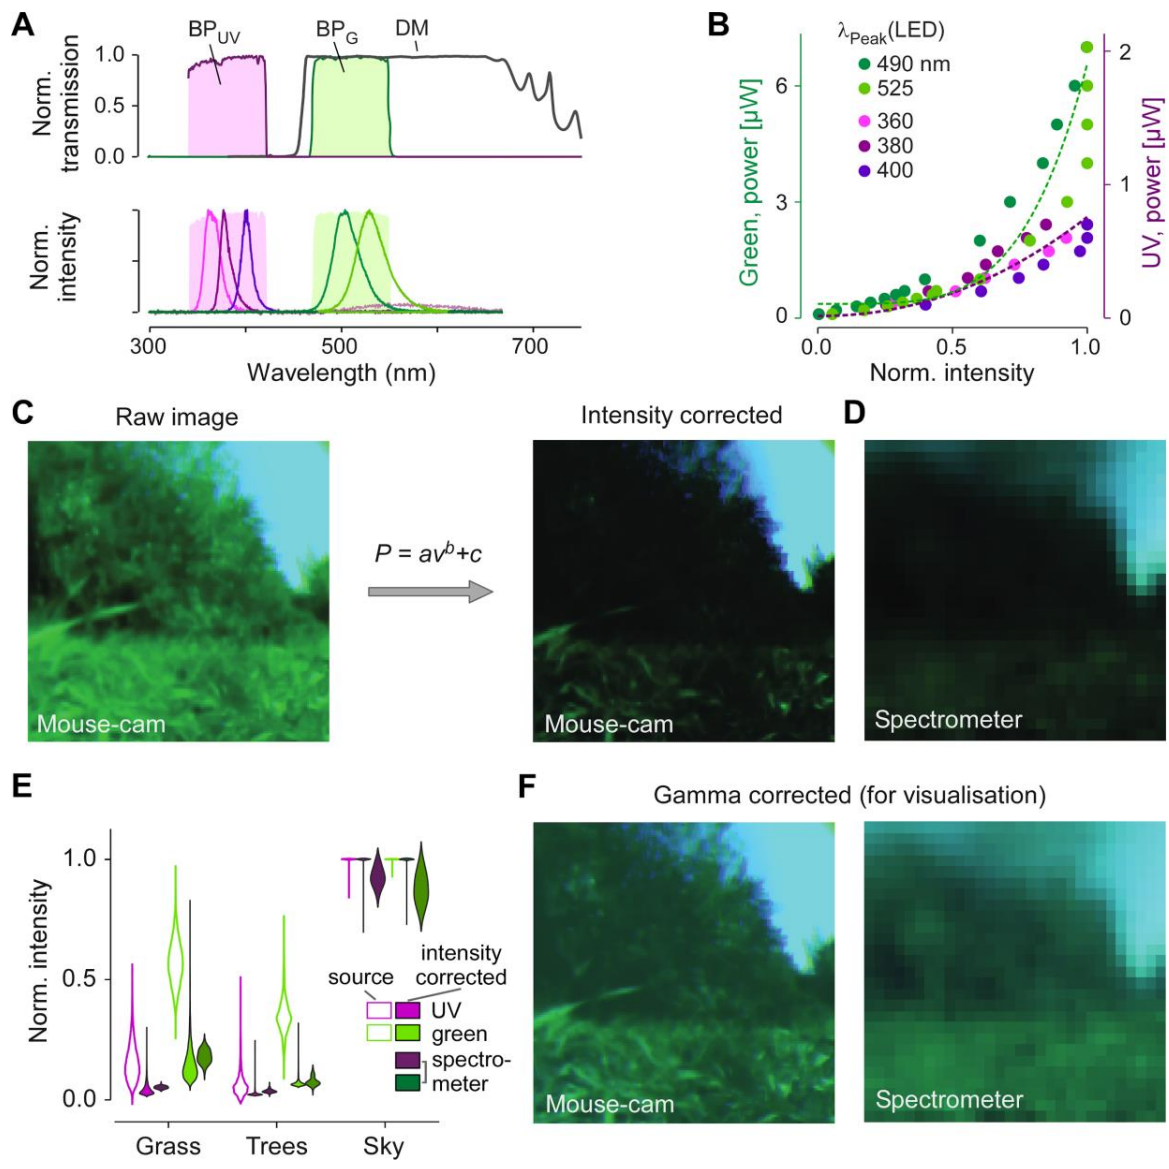 A
BP_UV
BP_G
DM
Norm.
transmission
1.0
0.5
0.0
Norm.
intensity
300
500
700
Wavelength (nm)
B
λ_Peak(LED)
490 nm
525
360
380
400
Green, power [µW]
6
3
0
UV, power [µW]
2
1
0
0.0
0.5
1.0
Norm. intensity
C
Raw image
Mouse-cam
P = av^b+c
Intensity corrected
Mouse-cam
D
Spectrometer
E
Norm. intensity
1.0
0.5
0.0
Grass
Trees
Sky
source
intensity
corrected
UV
green
spectro-
meter
F
Gamma corrected (for visualisation)
Mouse-cam
Spectrometer